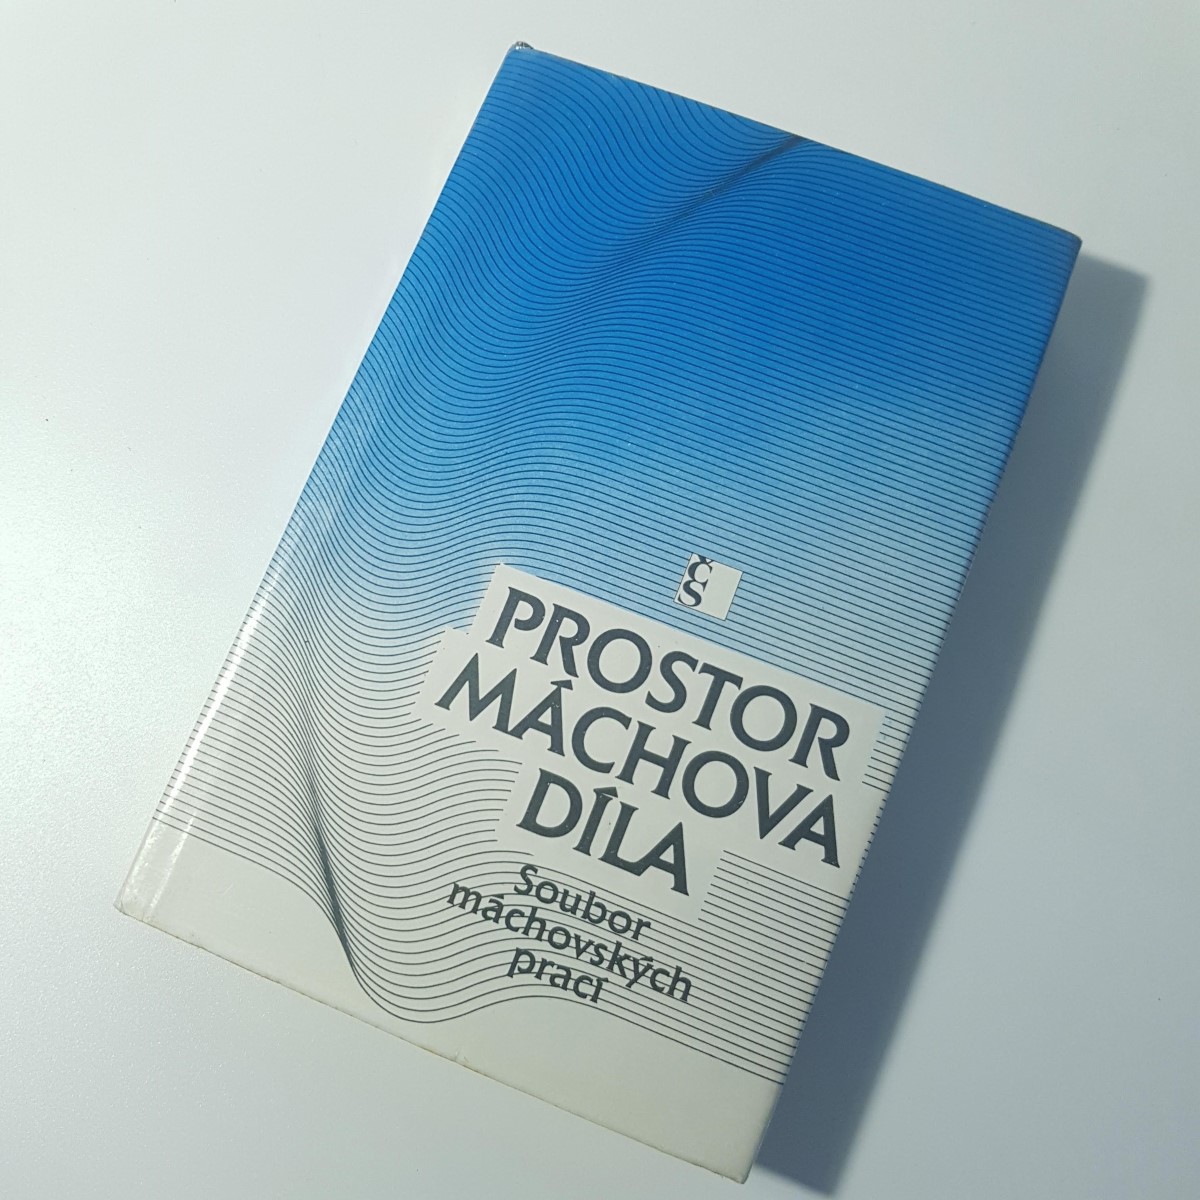 ČS
PROSTOR
MÁCHOVA
DÍLA
Soubor
máchovských
prací